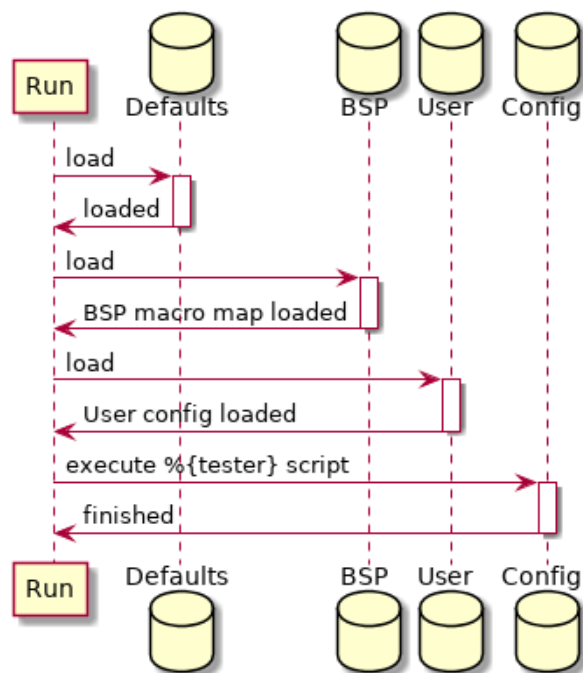 Run
Defaults
BSP
User
Config
load
loaded
load
BSP macro map loaded
load
User config loaded
execute %{tester} script
finished
Run
Defaults
BSP
User
Config